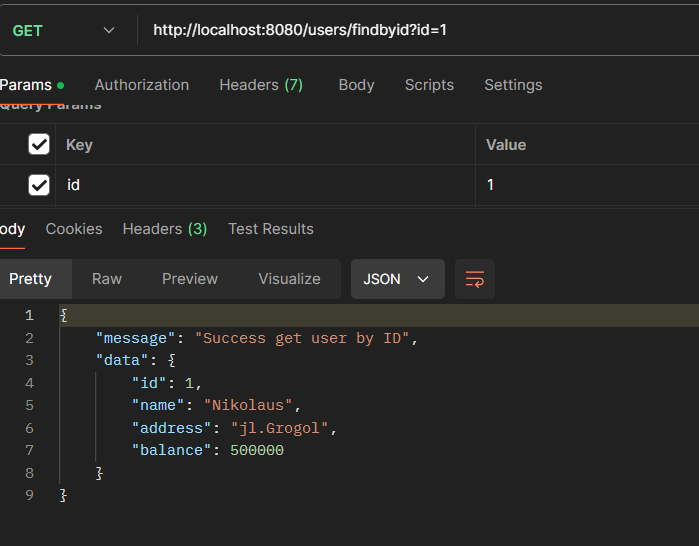 GET http://localhost:8080/users/findbyid?id=1
Params Authorization Headers (7) Body Scripts Settings
Query Params
Key Value
id 1
ody Cookies Headers (3) Test Results
Pretty Raw Preview Visualize JSON
1 {
2 "message": "Success get user by ID",
3 "data": {
4 "id": 1,
5 "name": "Nikolaus",
6 "address": "jl.Grogol",
7 "balance": 500000
8 }
9 }